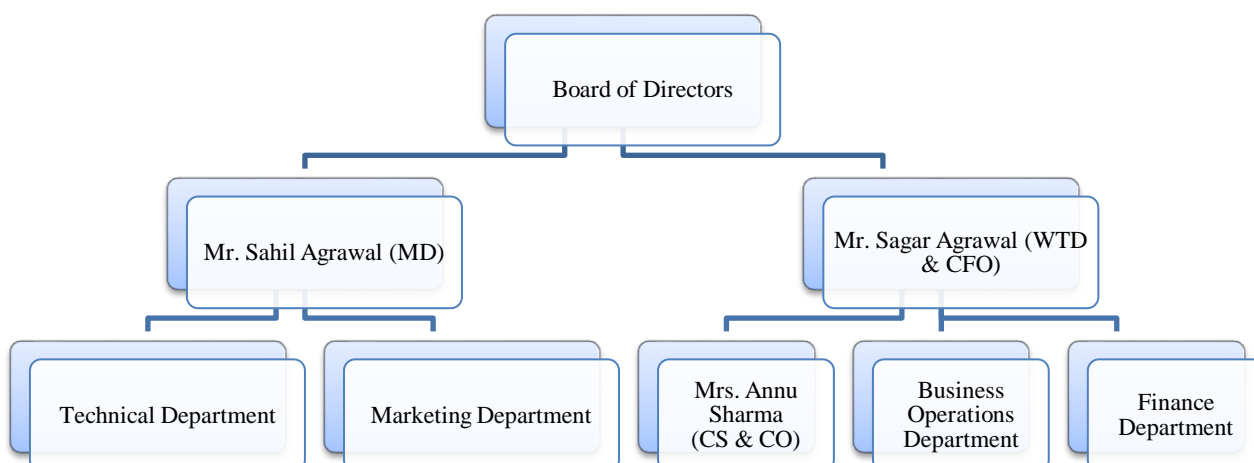 Board of Directors
Mr. Sahil Agrawal (MD)
Mr. Sagar Agrawal (WTD
& CFO)
Technical Department
Marketing Department
Mrs. Annu
Sharma
(CS & CO)
Business
Operations
Department
Finance
Department